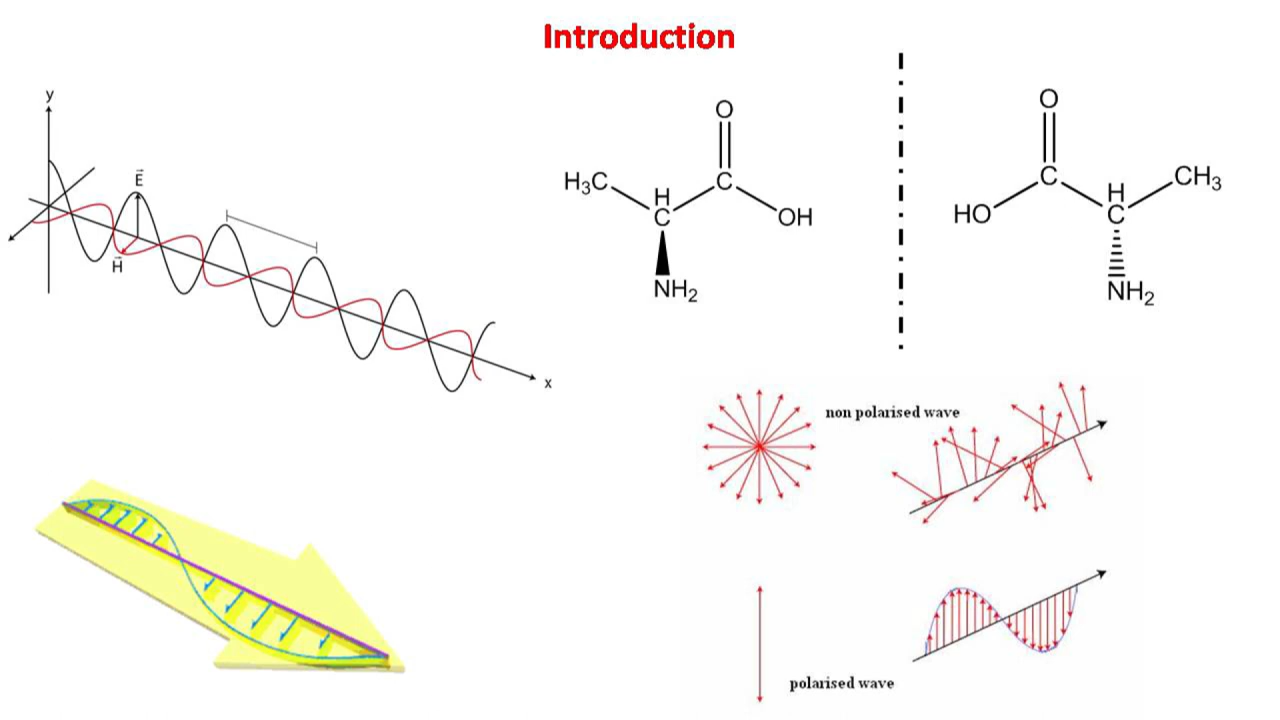 Introduction
y
E
H
x
O
H₃C
H
C
C
OH
NH₂
O
C
CH₃
H
C
HO
NH₂
non polarised wave
polarised wave